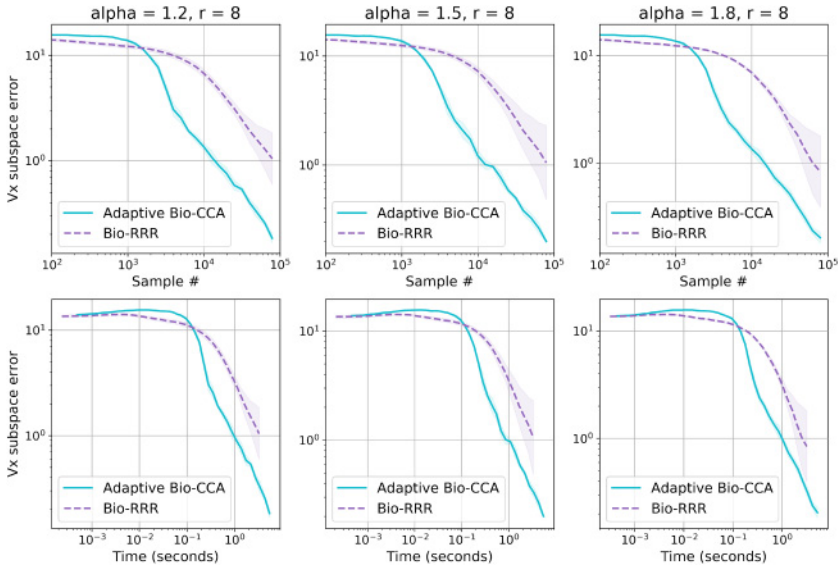 alpha = 1.2, r = 8
alpha = 1.5, r = 8
alpha = 1.8, r = 8
Vx subspace error
10^1
10^0
Adaptive Bio-CCA
Bio-RRR
10^2 10^3 10^4 10^5
Sample #
10^1
10^0
Adaptive Bio-CCA
Bio-RRR
10^2 10^3 10^4 10^5
Sample #
10^1
10^0
Adaptive Bio-CCA
Bio-RRR
10^2 10^3 10^4 10^5
Sample #
Vx subspace error
10^1
10^0
Adaptive Bio-CCA
Bio-RRR
10^−3 10^−2 10^−1 10^0
Time (seconds)
10^1
10^0
Adaptive Bio-CCA
Bio-RRR
10^−3 10^−2 10^−1 10^0
Time (seconds)
10^1
10^0
Adaptive Bio-CCA
Bio-RRR
10^−3 10^−2 10^−1 10^0
Time (seconds)